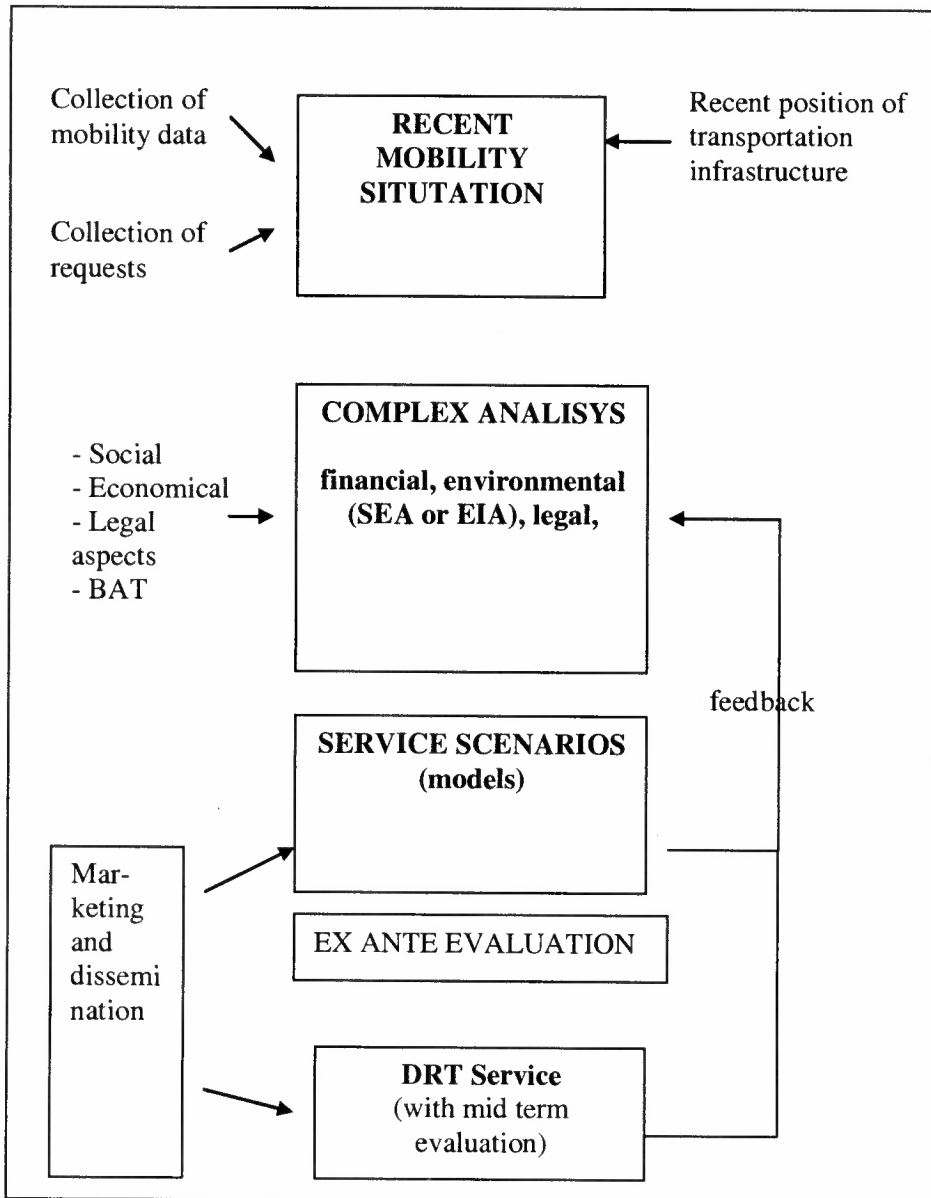 Collection of
mobility data
RECENT
MOBILITY
SITUTATION
Recent position of
transportation
infrastructure
Collection of
requests
COMPLEX ANALISYS
financial, environmental
(SEA or EIA), legal,
- Social
- Economical
- Legal
aspects
- BAT
feedback
SERVICE SCENARIOS
(models)
Mar-
keting
and
dissemi
nation
EX ANTE EVALUATION
DRT Service
(with mid term
evaluation)